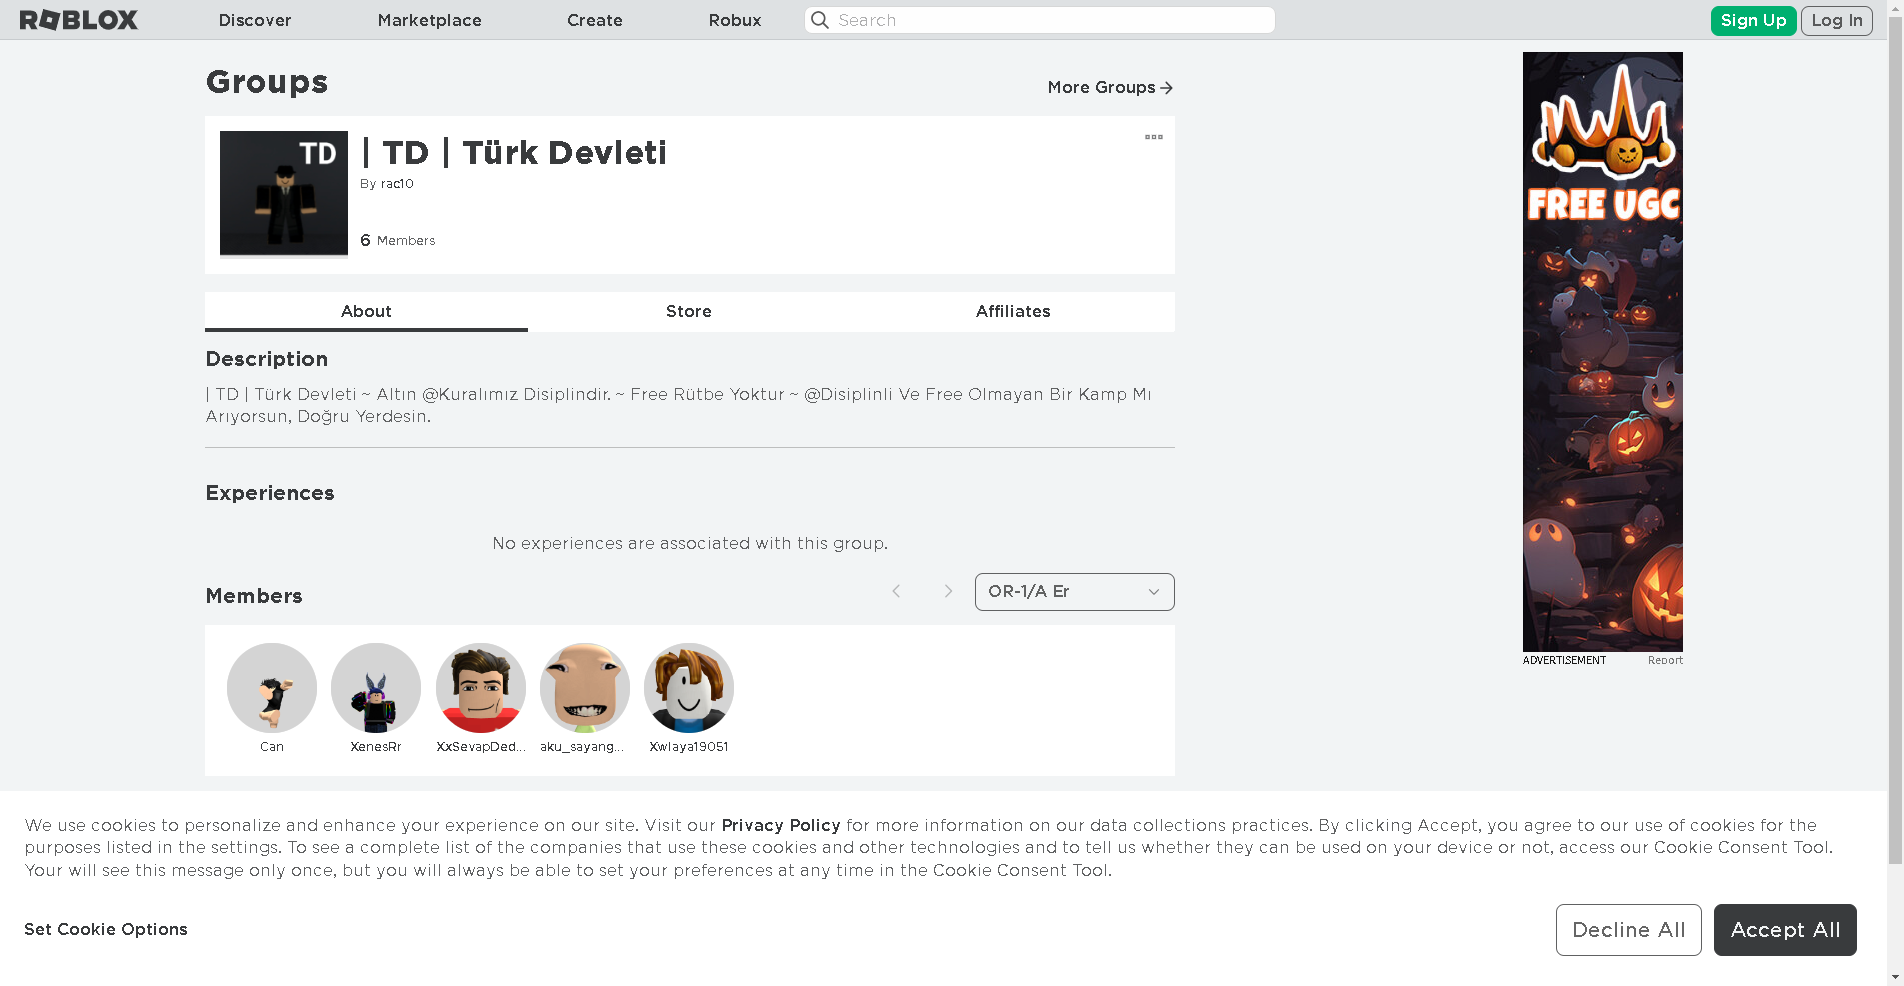 ROBLOX Discover Marketplace Create Robux Search Sign Up Log In
Groups
More Groups
TD
| TD | Türk Devleti
By rac10
6 Members
About Store Affiliates
Description
| TD | Türk Devleti ~ Altın @Kuralımız Disiplindir. ~ Free Rütbe Yoktur ~ @Disiplinli Ve Free Olmayan Bir Kamp Mı
Arıyorsun, Doğru Yerdesin.
Experiences
No experiences are associated with this group.
Members
OR-1/A Er
Can XenesRr XxSevapDed... aku_sayang... Xwlaya19051
FREE UGC
ADVERTISEMENT Report
We use cookies to personalize and enhance your experience on our site. Visit our Privacy Policy for more information on our data collections practices. By clicking Accept, you agree to our use of cookies for the
purposes listed in the settings. To see a complete list of the companies that use these cookies and other technologies and to tell us whether they can be used on your device or not, access our Cookie Consent Tool.
Your will see this message only once, but you will always be able to set your preferences at any time in the Cookie Consent Tool.
Set Cookie Options
Decline All Accept All